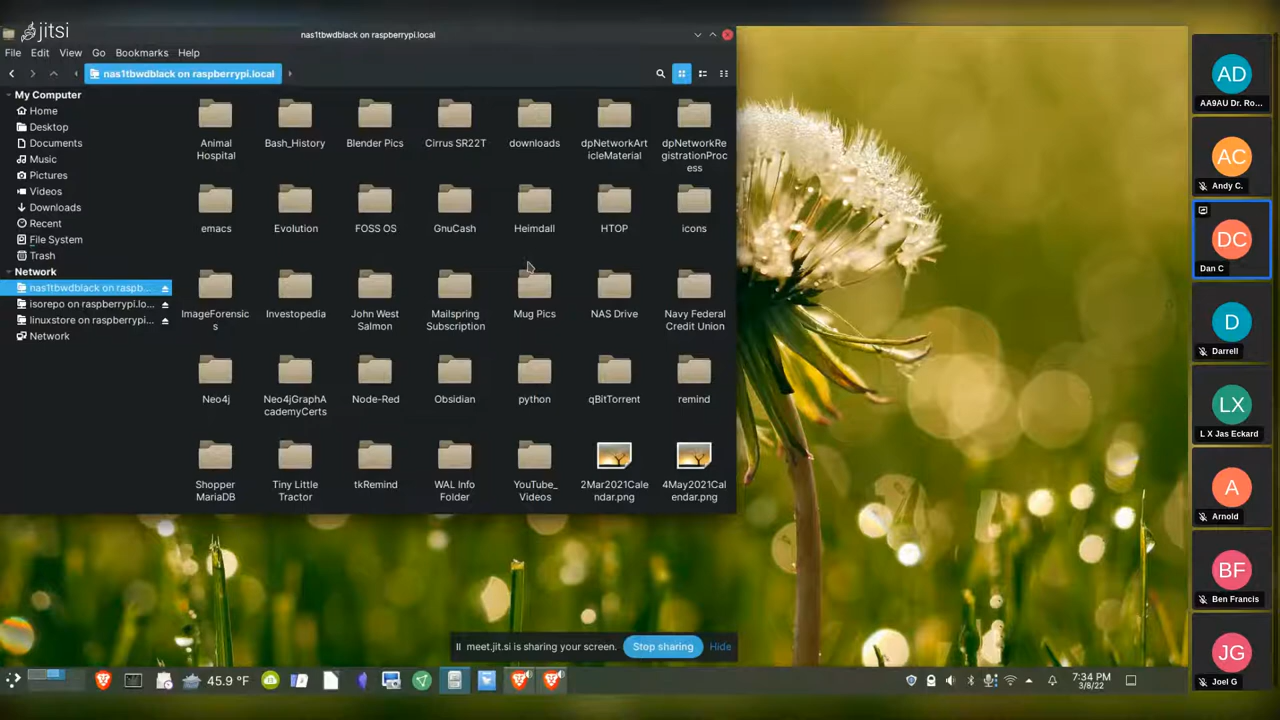 jitsi
nas1tbwdblack on raspberrypi.local
File Edit View Go Bookmarks Help
nas1tbwdblack on raspberrypi.local
My Computer
Home
Desktop
Documents
Music
Pictures
Videos
Downloads
Recent
File System
Trash
Network
nas1tbwdblack on raspb...
isorepo on raspberrypi.lo...
linuxstore on raspberrypi...
Network
Animal
Hospital
Bash_History
Blender Pics
Cirrus SR22T
downloads
dpNetworkArt
icleMaterial
dpNetworkRe
gistrationProc
ess
emacs
Evolution
FOSS OS
GnuCash
Heimdall
HTOP
icons
ImageForensic
s
Investopedia
John West
Salmon
Mailspring
Subscription
Mug Pics
NAS Drive
Navy Federal
Credit Union
Neo4j
Neo4jGraphA
cademyCerts
Node-Red
Obsidian
python
qBitTorrent
remind
Shopper
MariaDB
Tiny Little
Tractor
tkRemind
WAL Info
Folder
YouTube_
Videos
2Mar2021Cale
ndar.png
4May2021Cal
endar.png
meet.jit.si is sharing your screen. Stop sharing Hide
45.9 °F
7:34 PM
3/8/22
AD
AA9AU Dr. Ro...
AC
Andy C.
DC
Dan C
D
Darrell
LX
L X Jas Eckard
A
Arnold
BF
Ben Francis
JG
Joel G